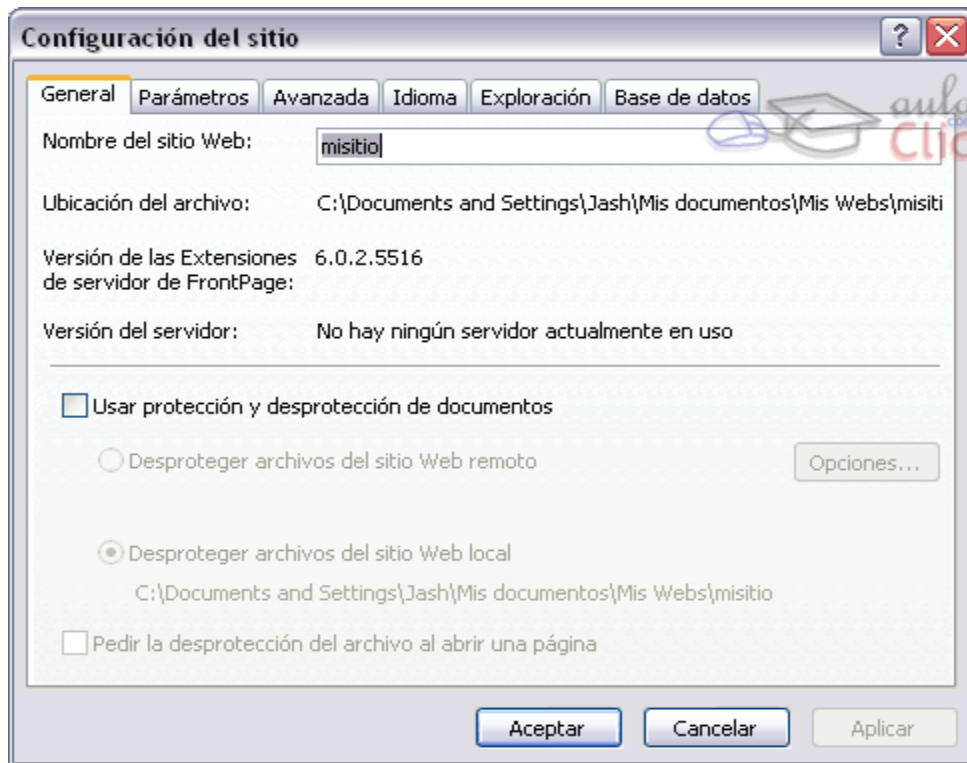 Configuración del sitio
General Parámetros Avanzada Idioma Exploración Base de datos
aula
Clic
Nombre del sitio Web: misitio
Ubicación del archivo: C:\Documents and Settings\Jash\Mis documentos\Mis Webs\misiti
Versión de las Extensiones 6.0.2.5516
de servidor de FrontPage:
Versión del servidor: No hay ningún servidor actualmente en uso
Usar protección y desprotección de documentos
Desproteger archivos del sitio Web remoto Opciones...
Desproteger archivos del sitio Web local
C:\Documents and Settings\Jash\Mis documentos\Mis Webs\misitio
Pedir la desprotección del archivo al abrir una página
Aceptar Cancelar Aplicar